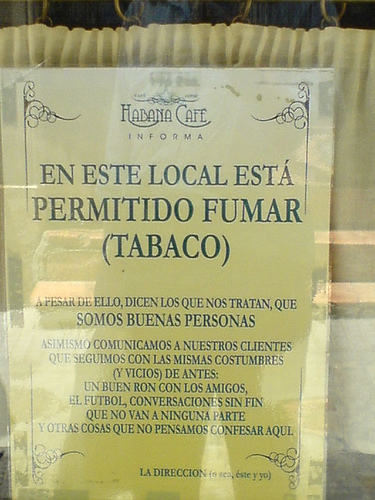 HABANA CAFÉ
INFORMA
EN ESTE LOCAL ESTÁ
PERMITIDO FUMAR
(TABACO)
A PESAR DE ELLO, DICEN LOS QUE NOS TRATAN, QUE
SOMOS BUENAS PERSONAS
ASIMISMO COMUNICAMOS A NUESTROS CLIENTES
QUE SEGUIMOS CON LAS MISMAS COSTUMBRES
(Y VICIOS) DE ANTES:
UN BUEN RON CON LOS AMIGOS,
EL FUTBOL, CONVERSACIONES SIN FIN
QUE NO VAN A NINGUNA PARTE
Y OTRAS COSAS QUE NO PENSAMOS CONFESAR AQUI.
LA DIRECCION (o sea, éste y yo)